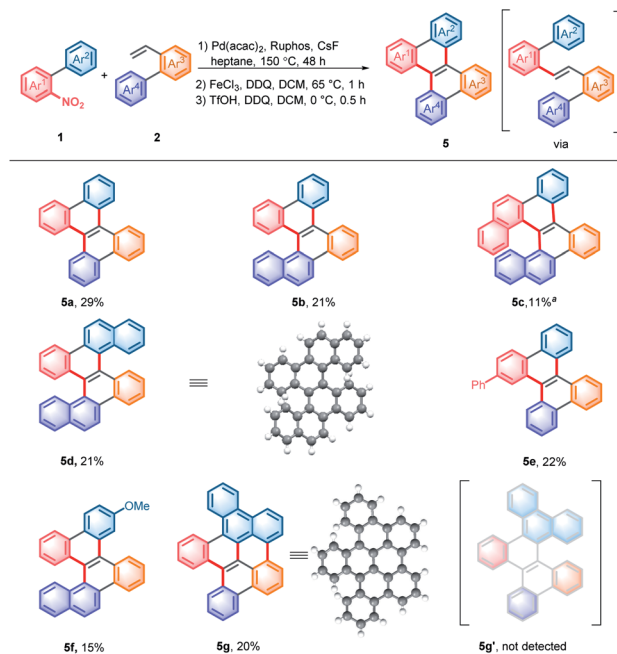 Ar²
Ar¹
NO₂
1
+
Ar³
Ar⁴
2
1) Pd(acac)₂, Ruphos, CsF
heptane, 150 °C, 48 h
2) FeCl₃, DDQ, DCM, 65 °C, 1 h
3) TfOH, DDQ, DCM, 0 °C, 0.5 h
Ar²
Ar¹
Ar³
Ar⁴
5
Ar²
Ar¹
Ar⁴
Ar³
via
5a, 29%
5b, 21%
5c,11%ᵃ
5d, 21%
Ph
5e, 22%
OMe
5f, 15%
5g, 20%
5g', not detected